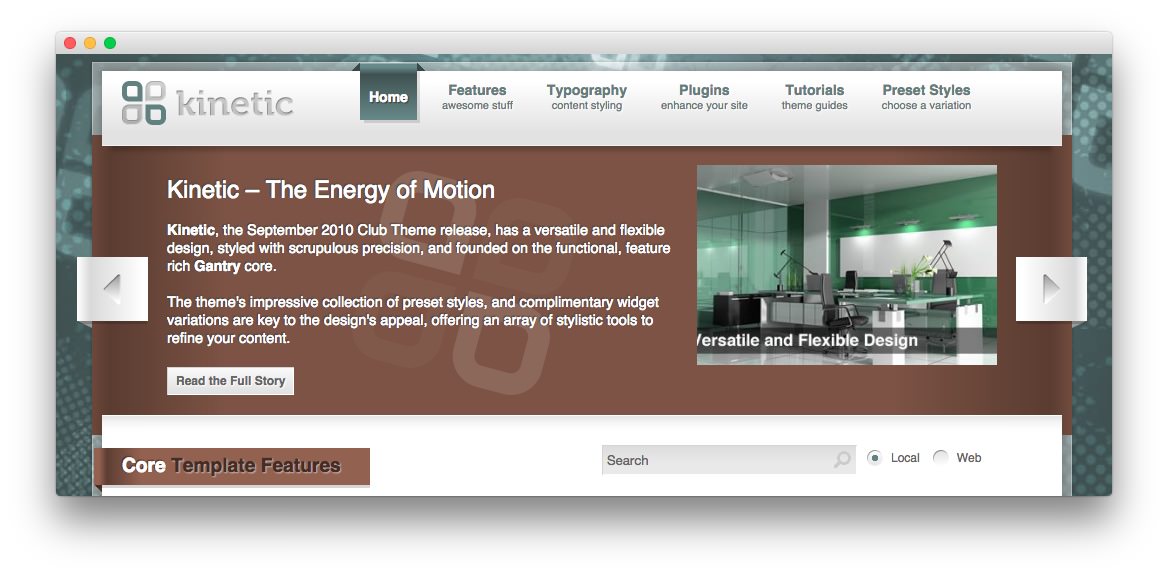 kinetic
Home
Features
awesome stuff
Typography
content styling
Plugins
enhance your site
Tutorials
theme guides
Preset Styles
choose a variation
Kinetic – The Energy of Motion
Kinetic, the September 2010 Club Theme release, has a versatile and flexible
design, styled with scrupulous precision, and founded on the functional, feature
rich Gantry core.
The theme's impressive collection of preset styles, and complimentary widget
variations are key to the design's appeal, offering an array of stylistic tools to
refine your content.
Read the Full Story
Versatile and Flexible Design
Core Template Features
Search
Local
Web